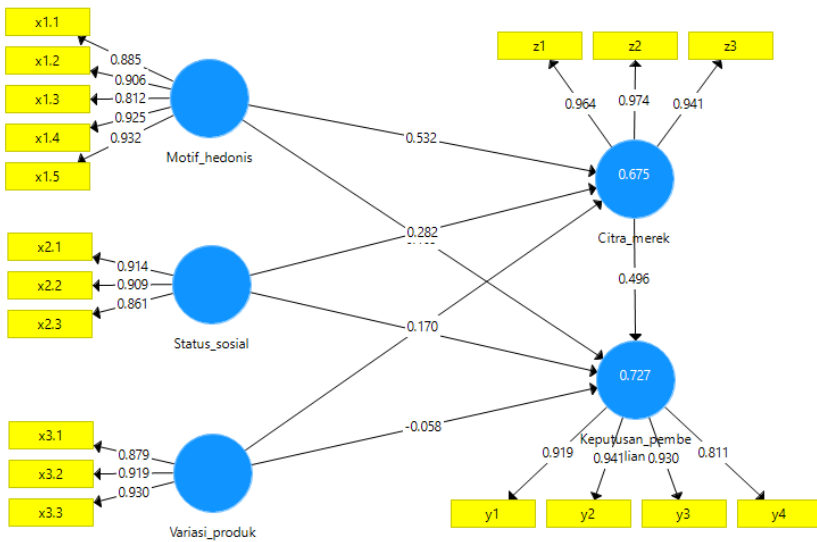 x1.1
x1.2
x1.3
x1.4
x1.5
0.885
0.906
0.812
0.925
0.932
Motif_hedonis
z1
z2
z3
0.964
0.974
0.941
0.532
0.675
Citra_merek
0.282
x2.1
x2.2
x2.3
0.914
0.909
0.861
Status_sosial
0.496
0.170
0.727
Keputusan_pembe
lian
-0.058
x3.1
x3.2
x3.3
0.879
0.919
0.930
Variasi_produk
0.919
0.941
0.930
0.811
y1
y2
y3
y4